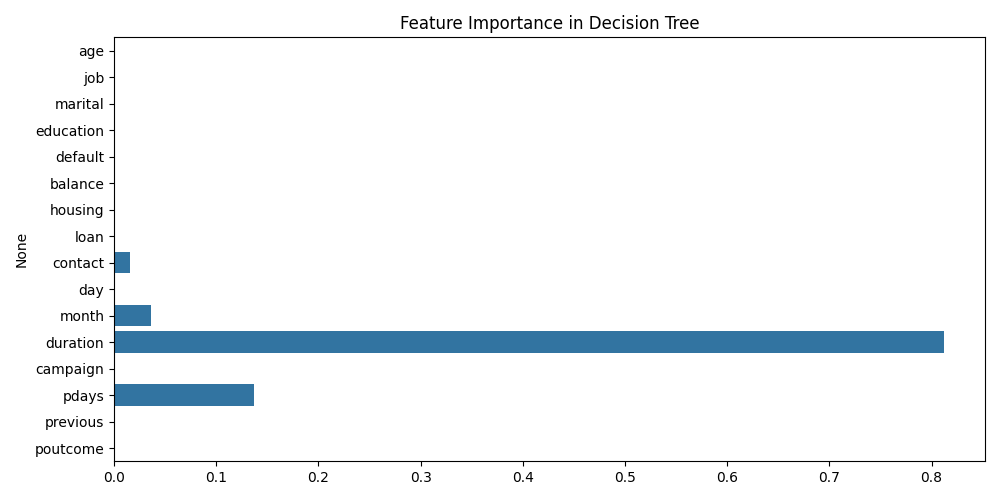 Feature Importance in Decision Tree
None
age
job
marital
education
default
balance
housing
loan
contact
day
month
duration
campaign
pdays
previous
poutcome
0.0 0.1 0.2 0.3 0.4 0.5 0.6 0.7 0.8